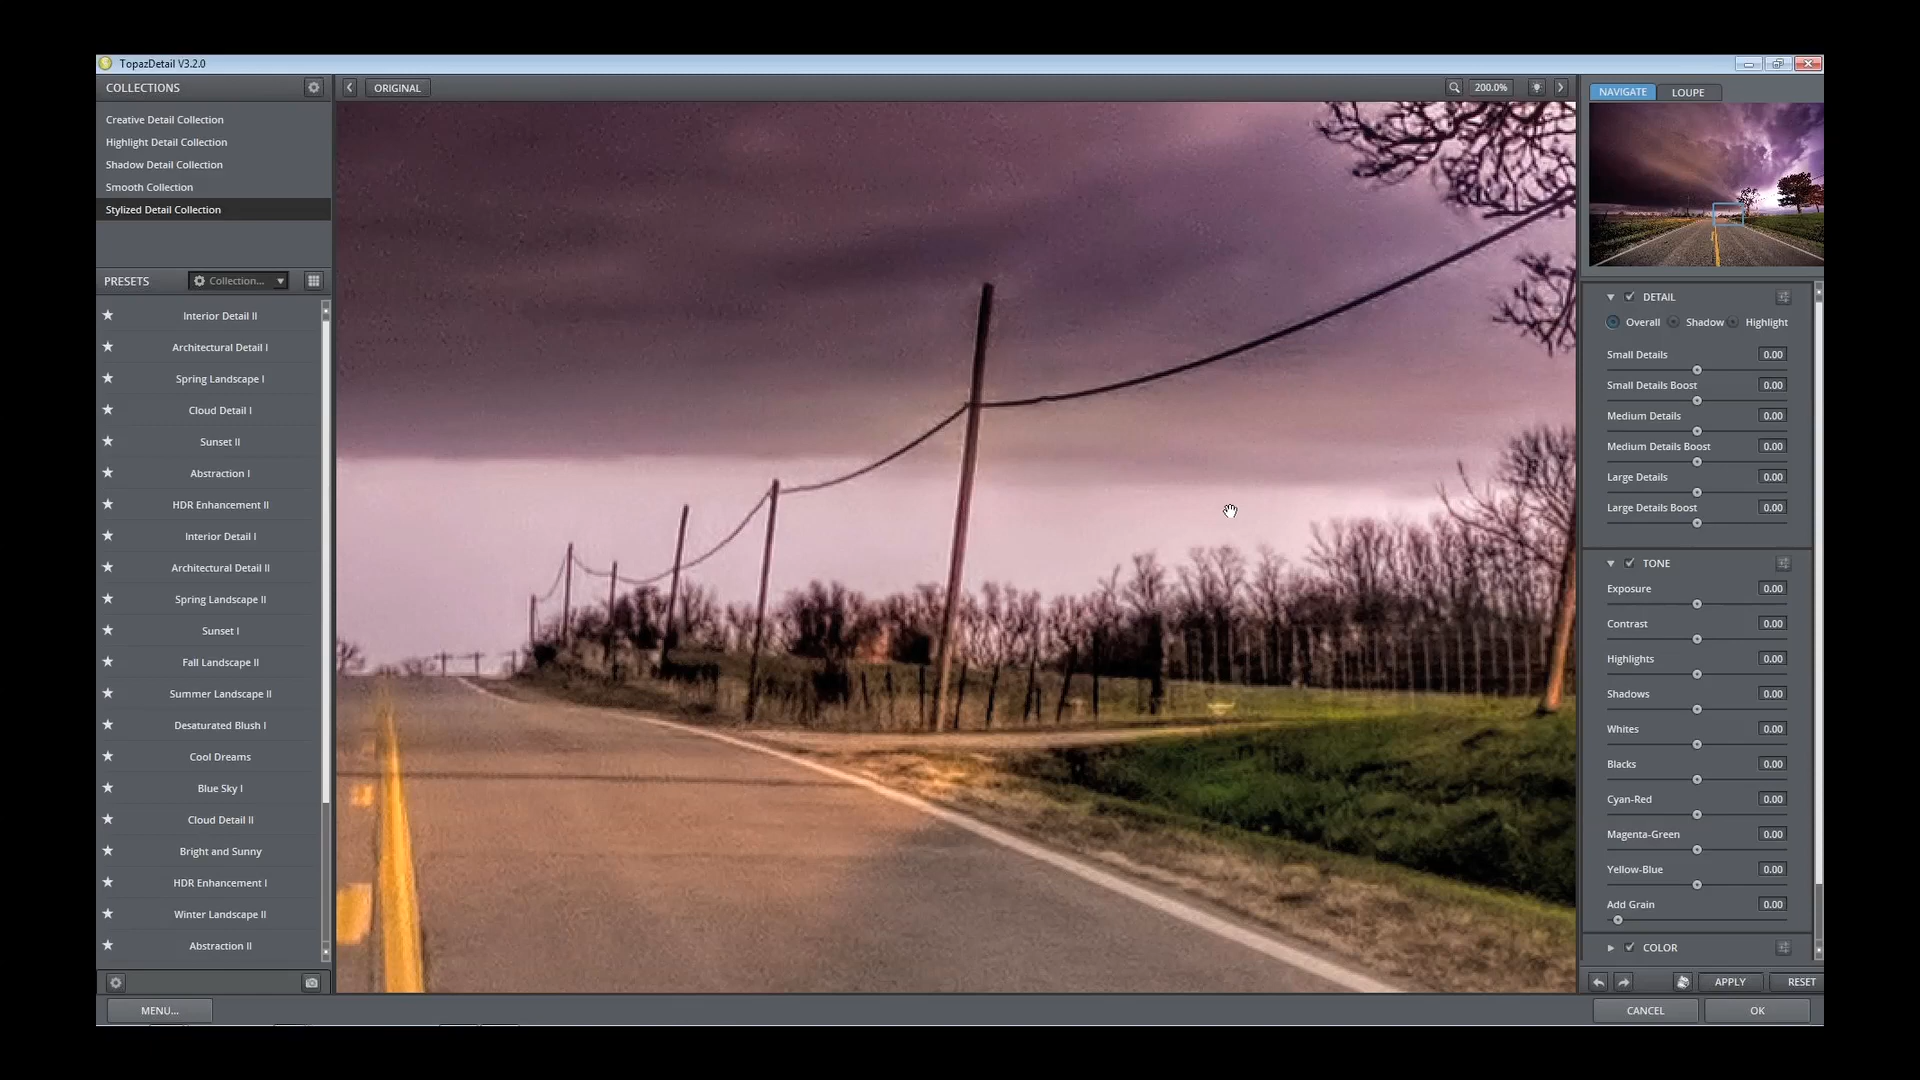 TopazDetail V3.2.0
COLLECTIONS
Creative Detail Collection
Highlight Detail Collection
Shadow Detail Collection
Smooth Collection
Stylized Detail Collection
PRESETS
Collection...
Interior Detail II
Architectural Detail I
Spring Landscape I
Cloud Detail I
Sunset II
Abstraction I
HDR Enhancement II
Interior Detail I
Architectural Detail II
Spring Landscape II
Sunset I
Fall Landscape II
Summer Landscape II
Desaturated Blush I
Cool Dreams
Blue Sky I
Cloud Detail II
Bright and Sunny
HDR Enhancement I
Winter Landscape II
Abstraction II
MENU...
ORIGINAL
200.0%
NAVIGATE
LOUPE
DETAIL
Overall Shadow Highlight
Small Details 0.00
Small Details Boost 0.00
Medium Details 0.00
Medium Details Boost 0.00
Large Details 0.00
Large Details Boost 0.00
TONE
Exposure 0.00
Contrast 0.00
Highlights 0.00
Shadows 0.00
Whites 0.00
Blacks 0.00
Cyan-Red 0.00
Magenta-Green 0.00
Yellow-Blue 0.00
Add Grain 0.00
COLOR
APPLY
RESET
CANCEL
OK